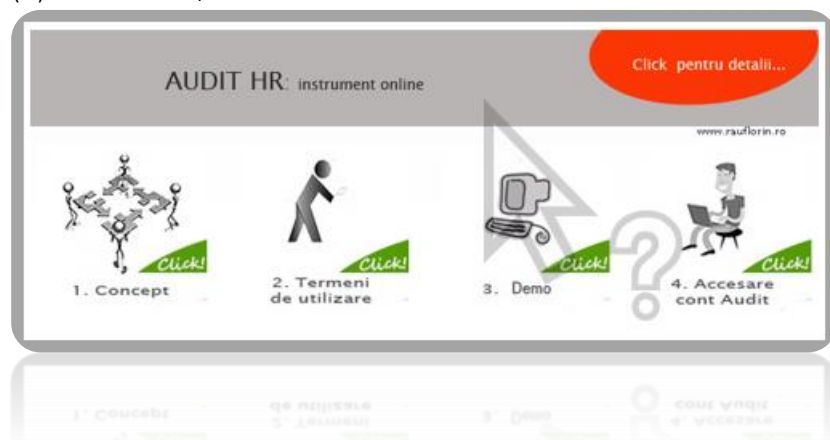 AUDIT HR: instrument online
Click pentru detalii...
www.rauflorin.ro
Click!
Click!
Click!
Click!
1. Concept
2. Termeni
de utilizare
3. Demo
4. Accesare
cont Audit